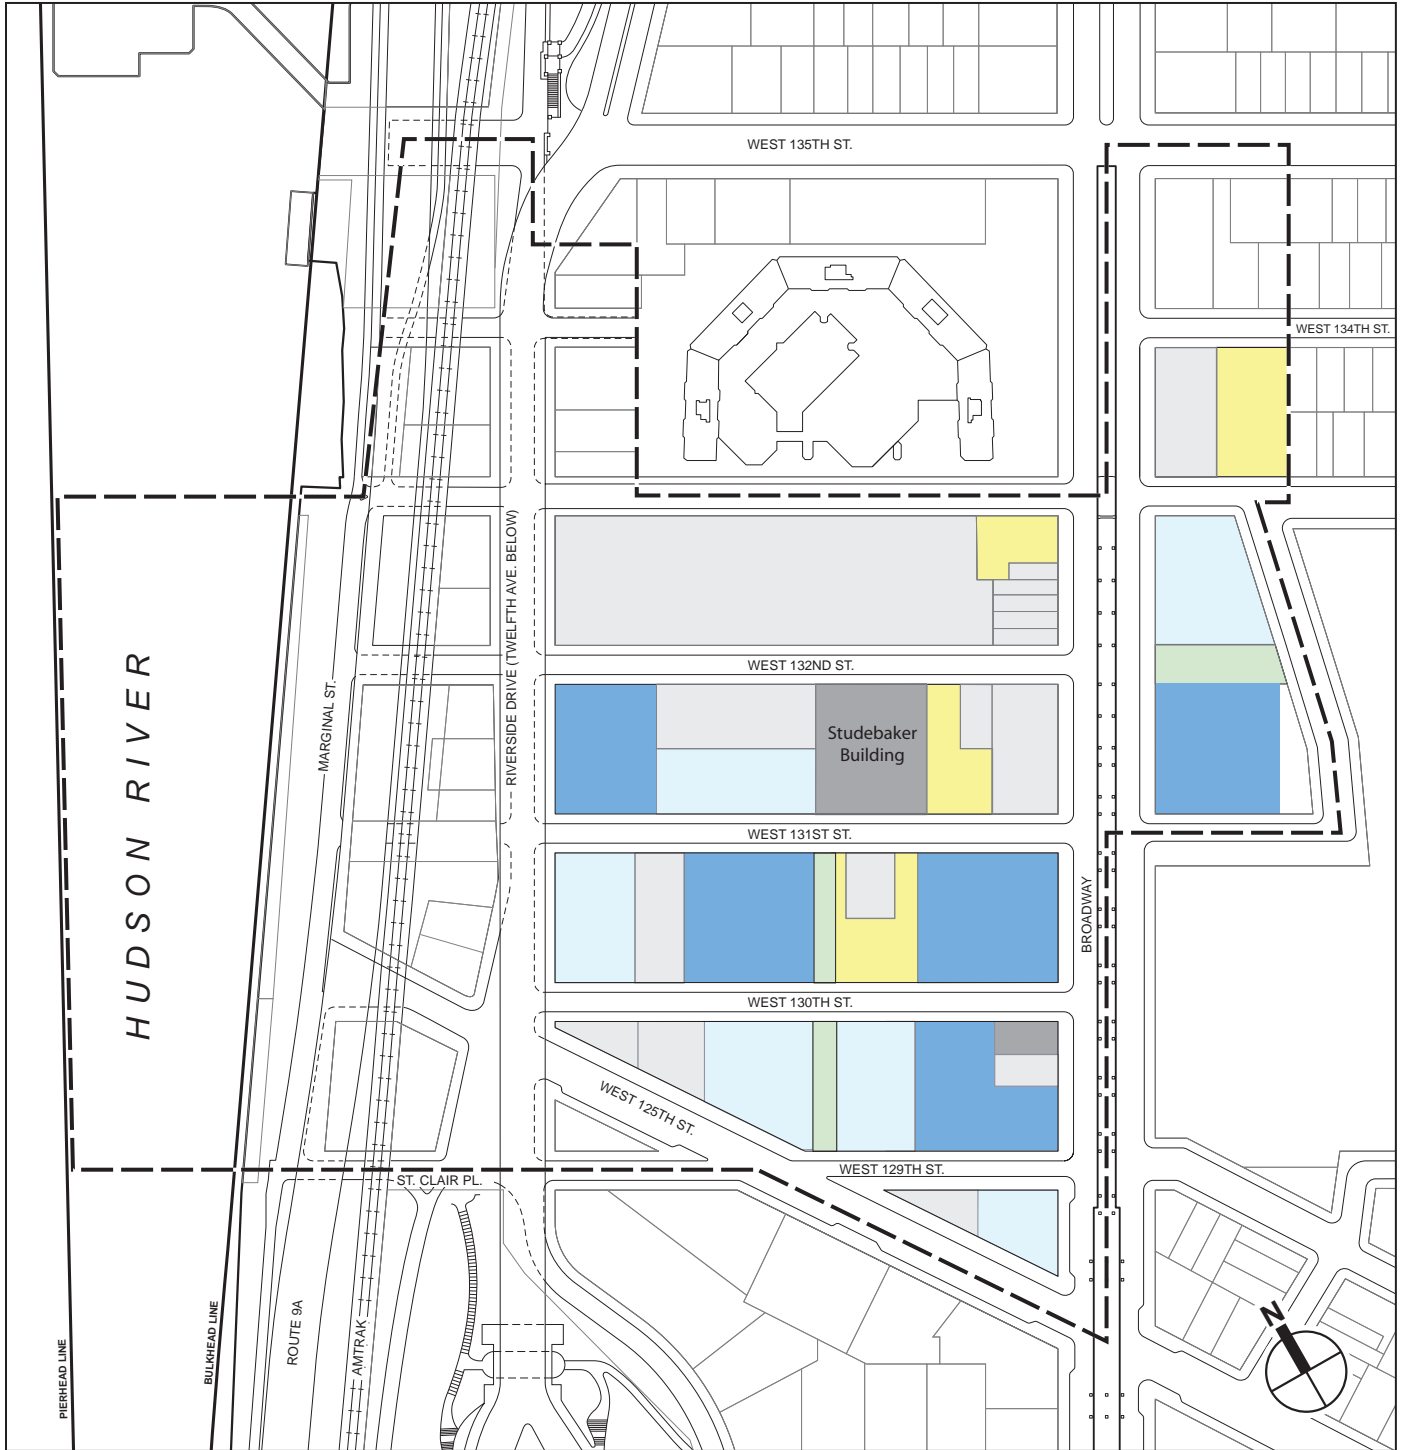 WEST 135TH ST.
WEST 134TH ST.
RIVERSIDE DRIVE (TWELFTH AVE. BELOW)
HUDSON RIVER
MARGINAL ST.
WEST 132ND ST.
Studebaker
Building
WEST 131ST ST.
BROADWAY
WEST 130TH ST.
WEST 125TH ST.
WEST 129TH ST.
ST. CLAIR PL.
PIERHEAD LINE
BULKHEAD LINE
ROUTE 9A
AMTRAK
N